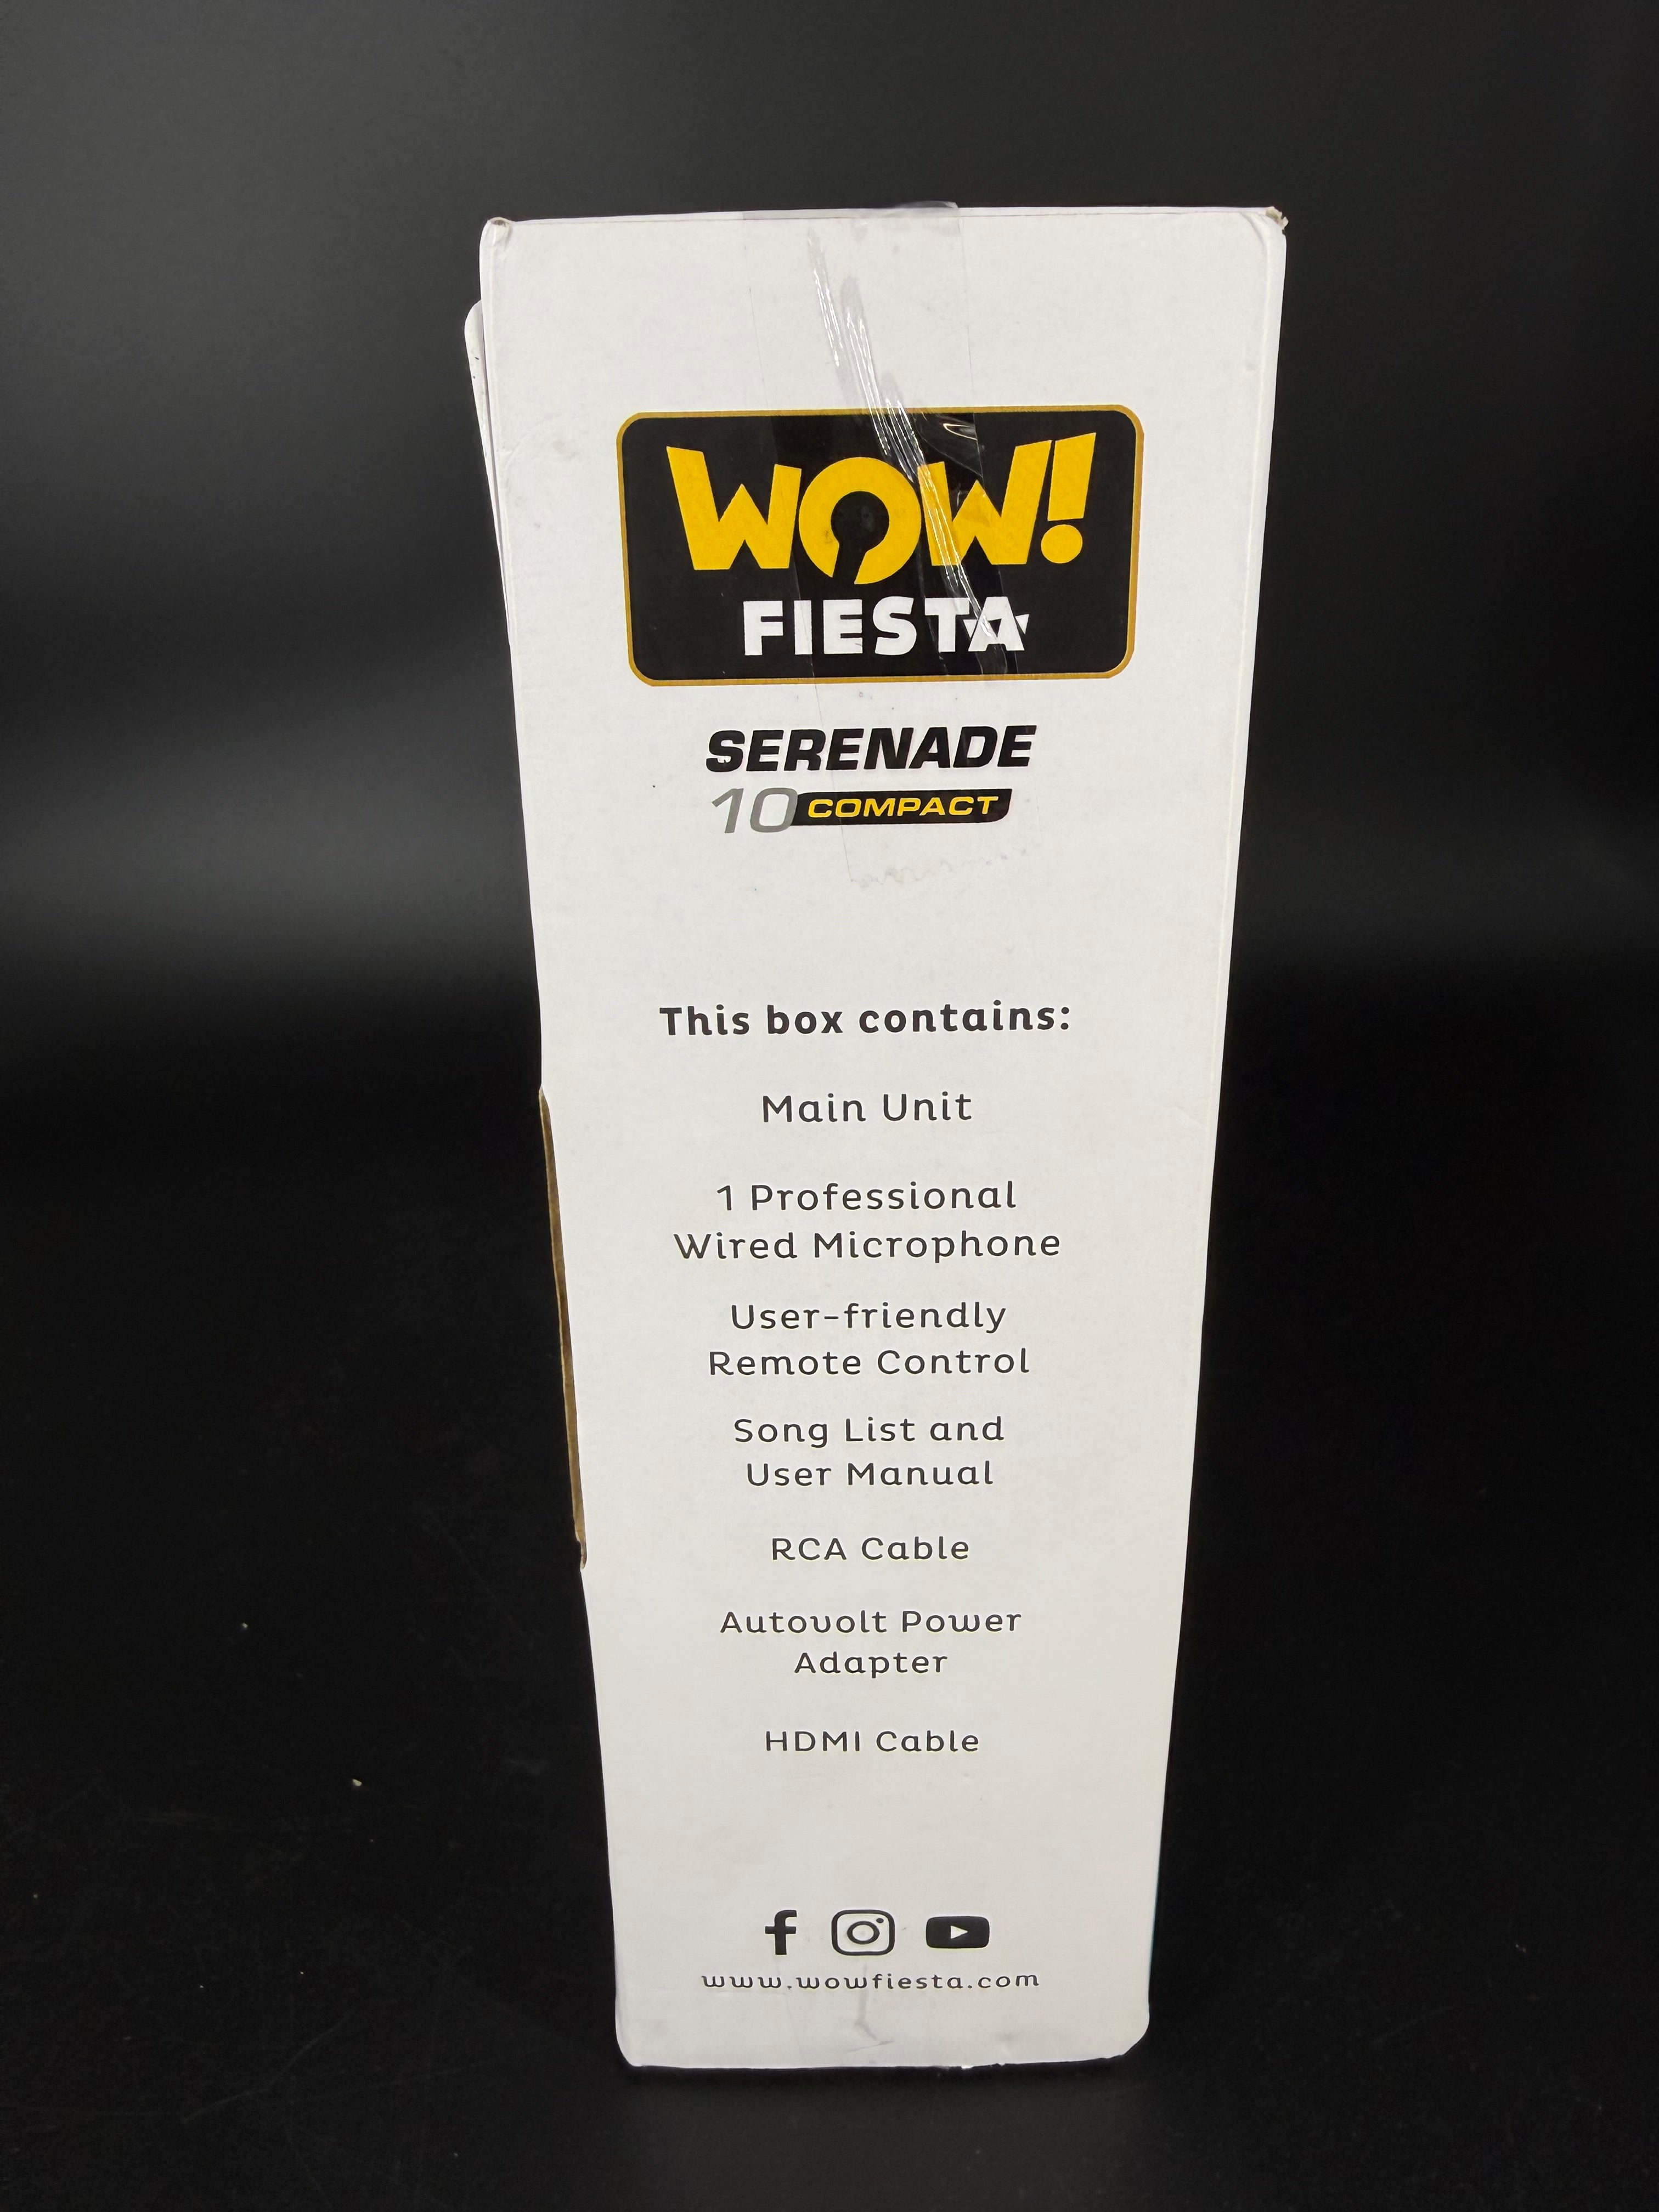 WOW!
FIESTA
SERENADE
10 COMPACT
This box contains:
Main Unit
1 Professional
Wired Microphone
User-friendly
Remote Control
Song List and
User Manual
RCA Cable
Autovolt Power
Adapter
HDMI Cable
www.wowfiesta.com